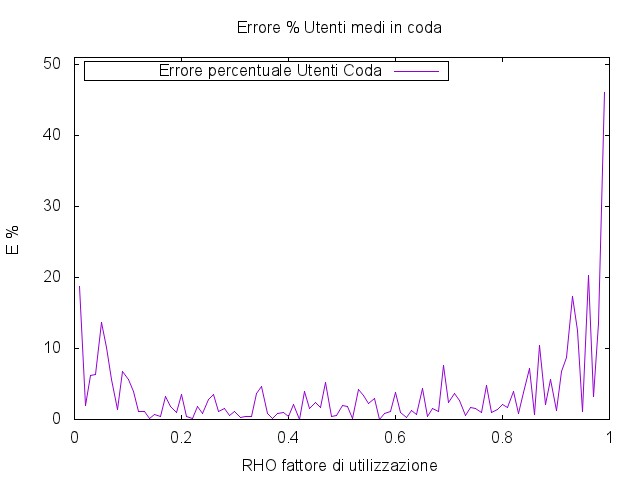 Errore % Utenti medi in coda
Errore percentuale Utenti Coda
50
40
30
20
10
0
E %
0 0.2 0.4 0.6 0.8 1
RHO fattore di utilizzazione